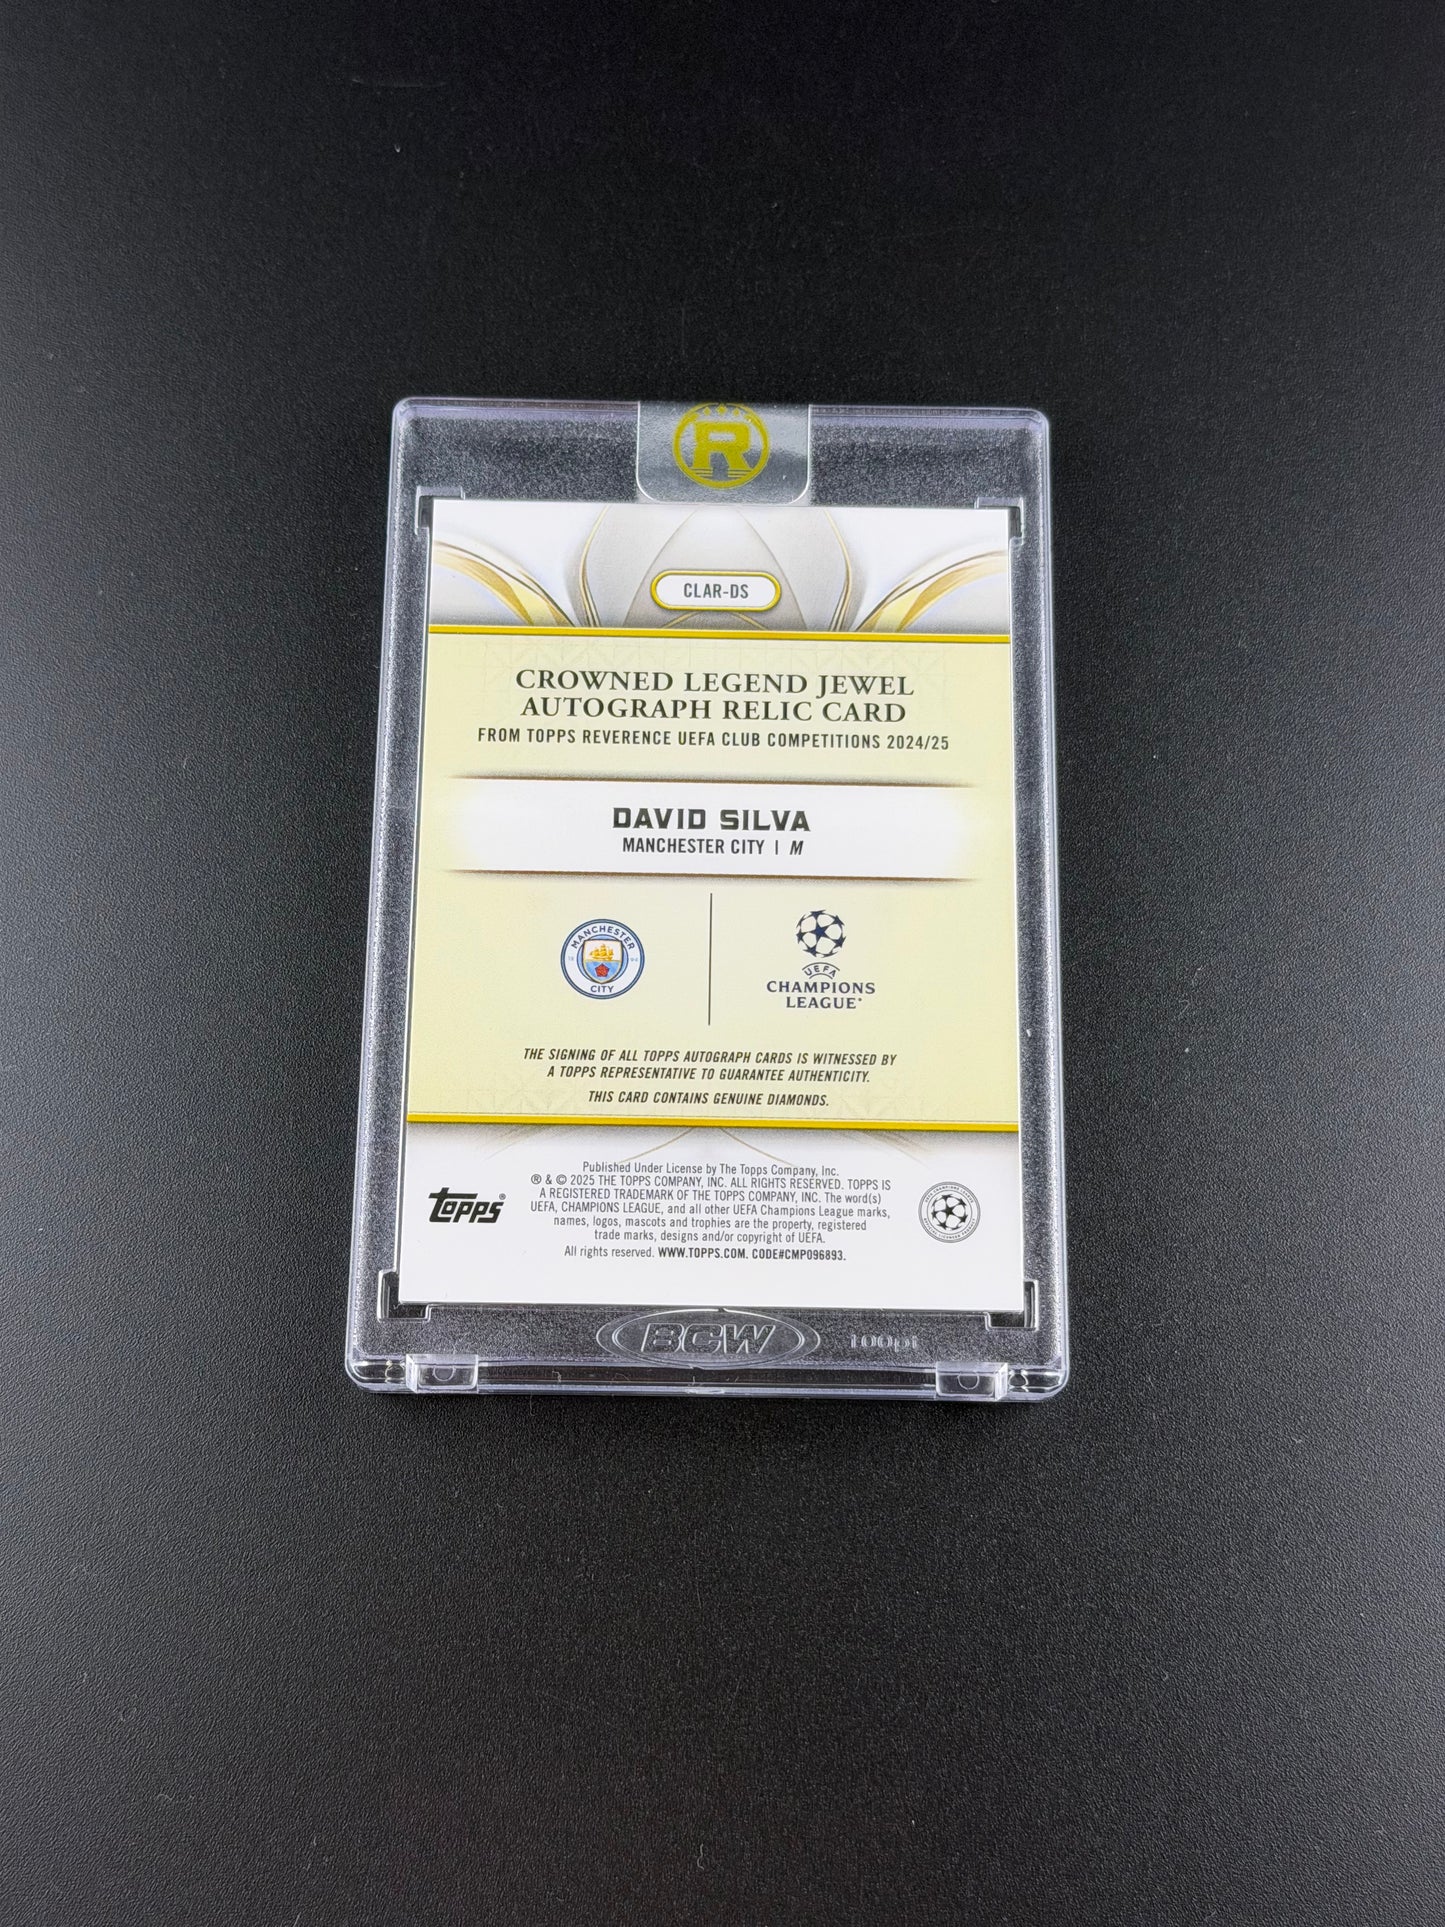 R
CLAR-DS
CROWNED LEGEND JEWEL
AUTOGRAPH RELIC CARD
FROM TOPPS REVERENCE UEFA CLUB COMPETITIONS 2024/25
DAVID SILVA
MANCHESTER CITY | M
MANCHESTER
18 94
CITY
UEFA
CHAMPIONS
LEAGUE®
THE SIGNING OF ALL TOPPS AUTOGRAPH CARDS IS WITNESSED BY
A TOPPS REPRESENTATIVE TO GUARANTEE AUTHENTICITY.
THIS CARD CONTAINS GENUINE DIAMONDS.
topps®
Published Under License by The Topps Company, Inc.
® & © 2025 THE TOPPS COMPANY, INC. ALL RIGHTS RESERVED. TOPPS IS
A REGISTERED TRADEMARK OF THE TOPPS COMPANY, INC. The word(s)
UEFA, CHAMPIONS LEAGUE, and all other UEFA Champions League marks,
names, logos, mascots and trophies are the property, registered
trade marks, designs and/or copyright of UEFA.
All rights reserved. WWW.TOPPS.COM. CODE#CMP096893.
BCW
100pt